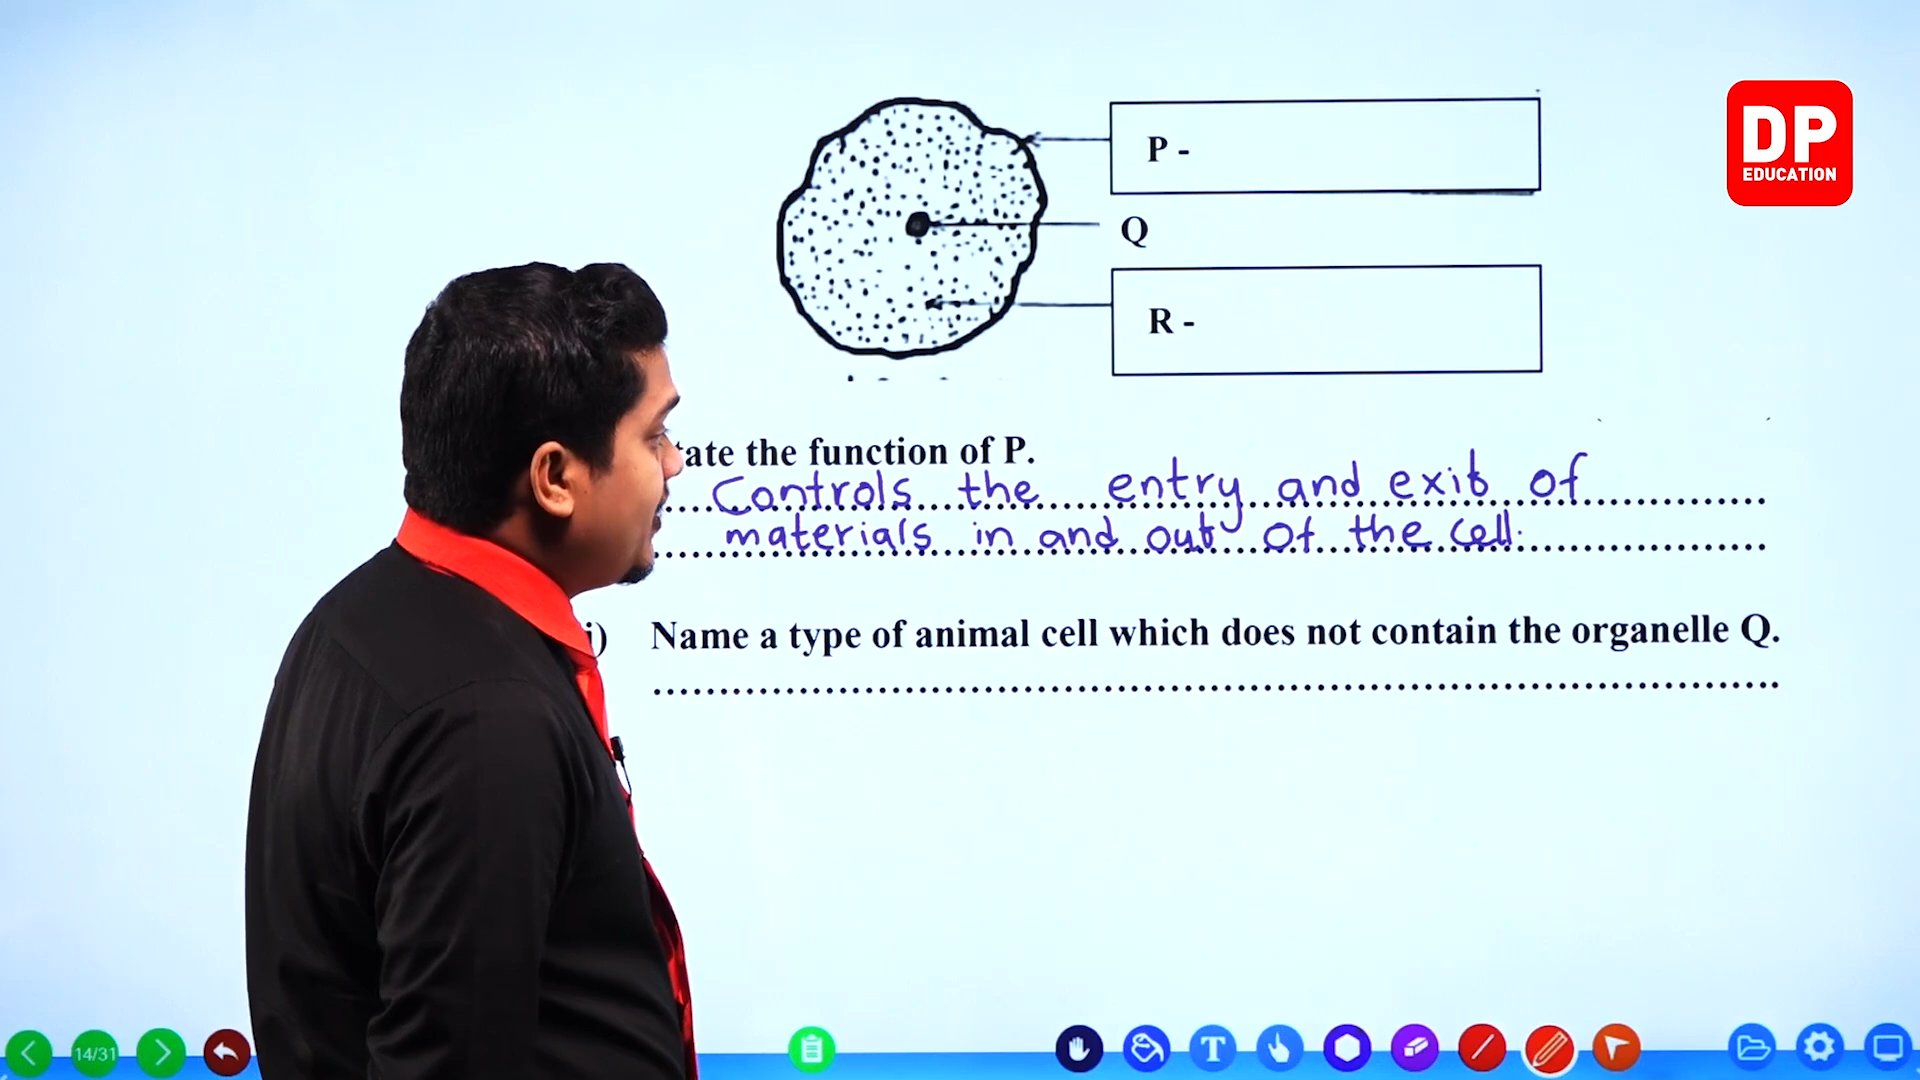 DP
EDUCATION
P -
Q
R -
tate the function of P.
Controls the entry and exit of
materials in and out of the cell.
i) Name a type of animal cell which does not contain the organelle Q.
14/31
T